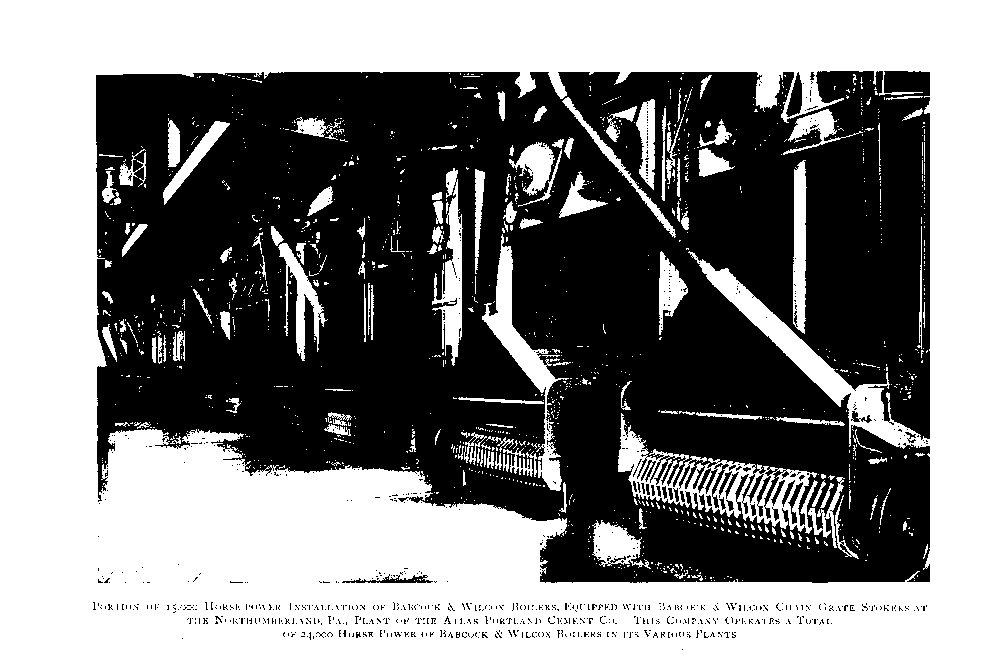 PORTION OF 15,000 HORSE-POWER INSTALLATION OF BABCOCK & WILCOX BOILERS, EQUIPPED WITH BABCOCK & WILCOX CHAIN GRATE STOKERS AT
THE NORTHUMBERLAND, PA., PLANT OF THE ATLAS PORTLAND CEMENT CO. THIS COMPANY OPERATES A TOTAL
OF 24,000 HORSE POWER OF BABCOCK & WILCOX BOILERS IN ITS VARIOUS PLANTS